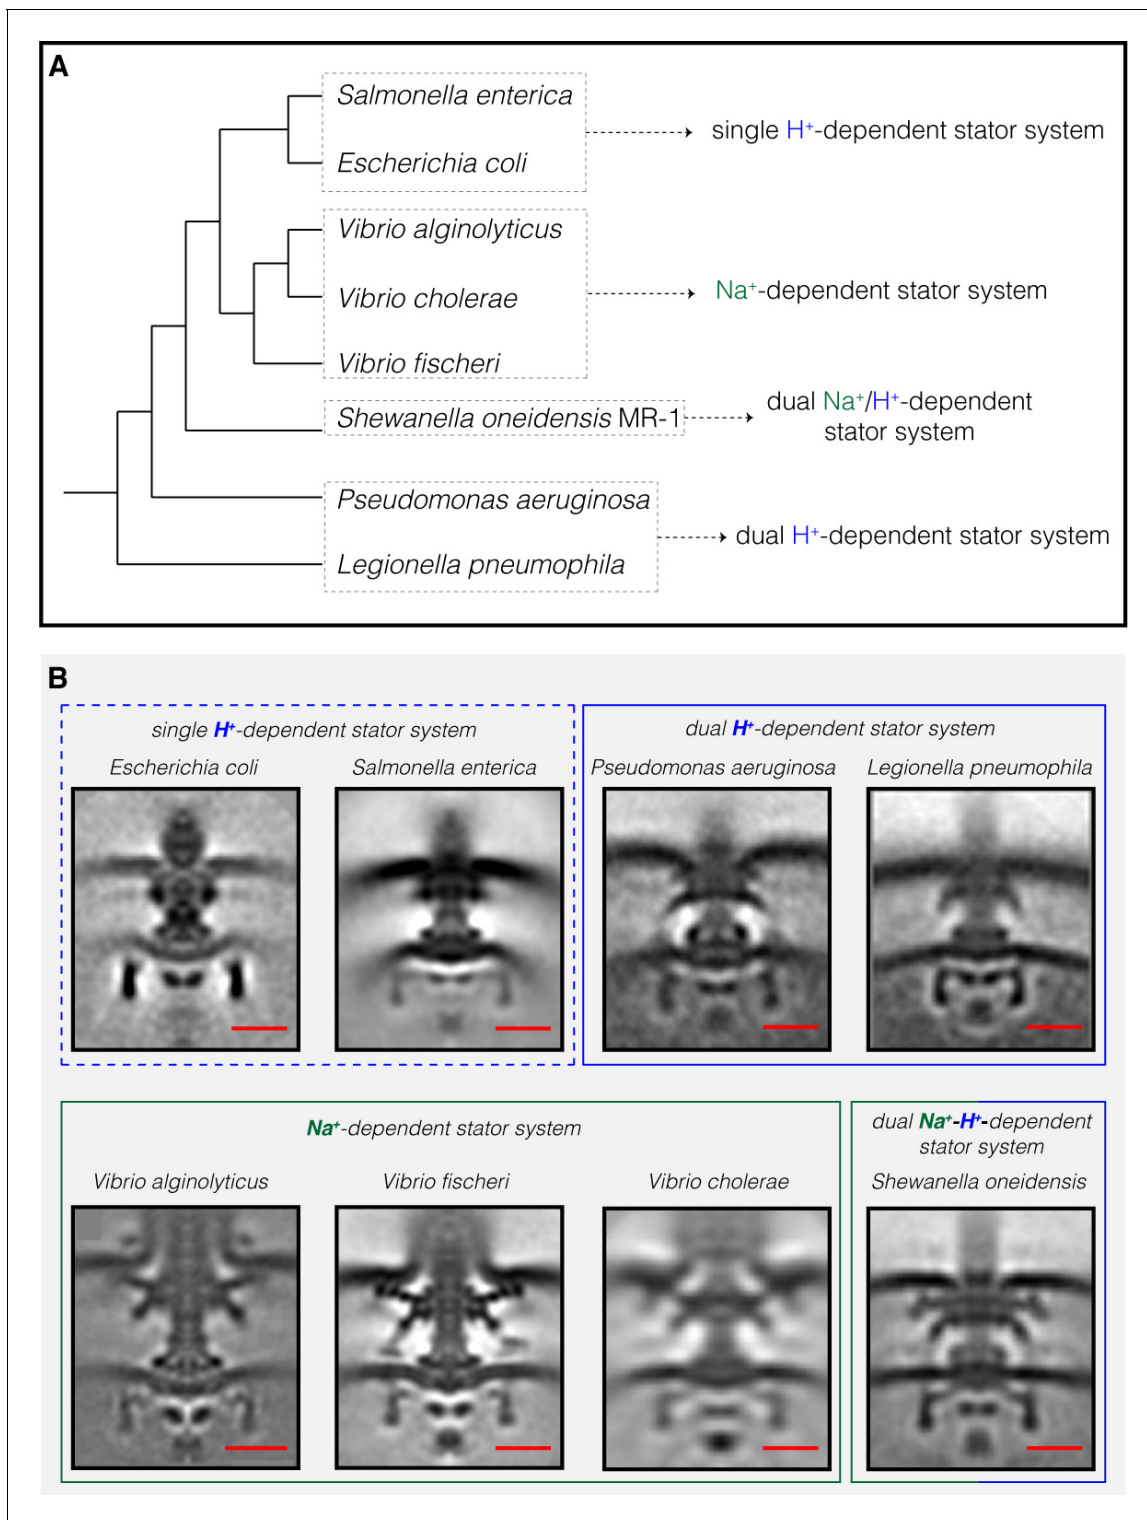 A
Salmonella enterica
Escherichia coli
single H⁺-dependent stator system
Vibrio alginolyticus
Vibrio cholerae
Vibrio fischeri
Na⁺-dependent stator system
Shewanella oneidensis MR-1
dual Na⁺/H⁺-dependent
stator system
Pseudomonas aeruginosa
Legionella pneumophila
dual H⁺-dependent stator system
B
single H⁺-dependent stator system
Escherichia coli
Salmonella enterica
dual H⁺-dependent stator system
Pseudomonas aeruginosa
Legionella pneumophila
Na⁺-dependent stator system
Vibrio alginolyticus
Vibrio fischeri
Vibrio cholerae
dual Na⁺-H⁺-dependent
stator system
Shewanella oneidensis